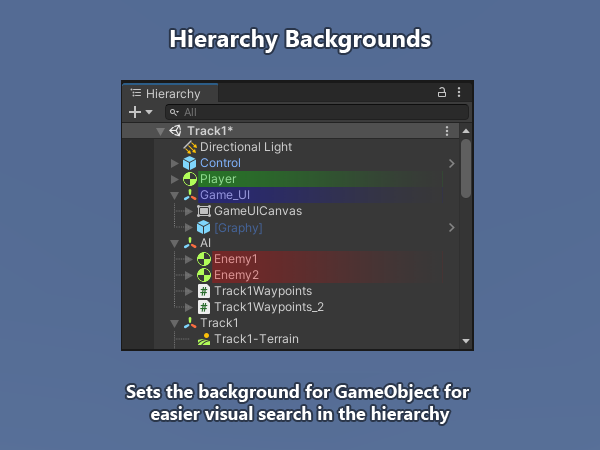 Hierarchy Backgrounds
Hierarchy
All
Track1*
Directional Light
Control
Player
Game_UI
GameUICanvas
[Graphy]
AI
Enemy1
Enemy2
# Track1Waypoints
# Track1Waypoints_2
Track1
Track1-Terrain
Sets the background for GameObject for
easier visual search in the hierarchy